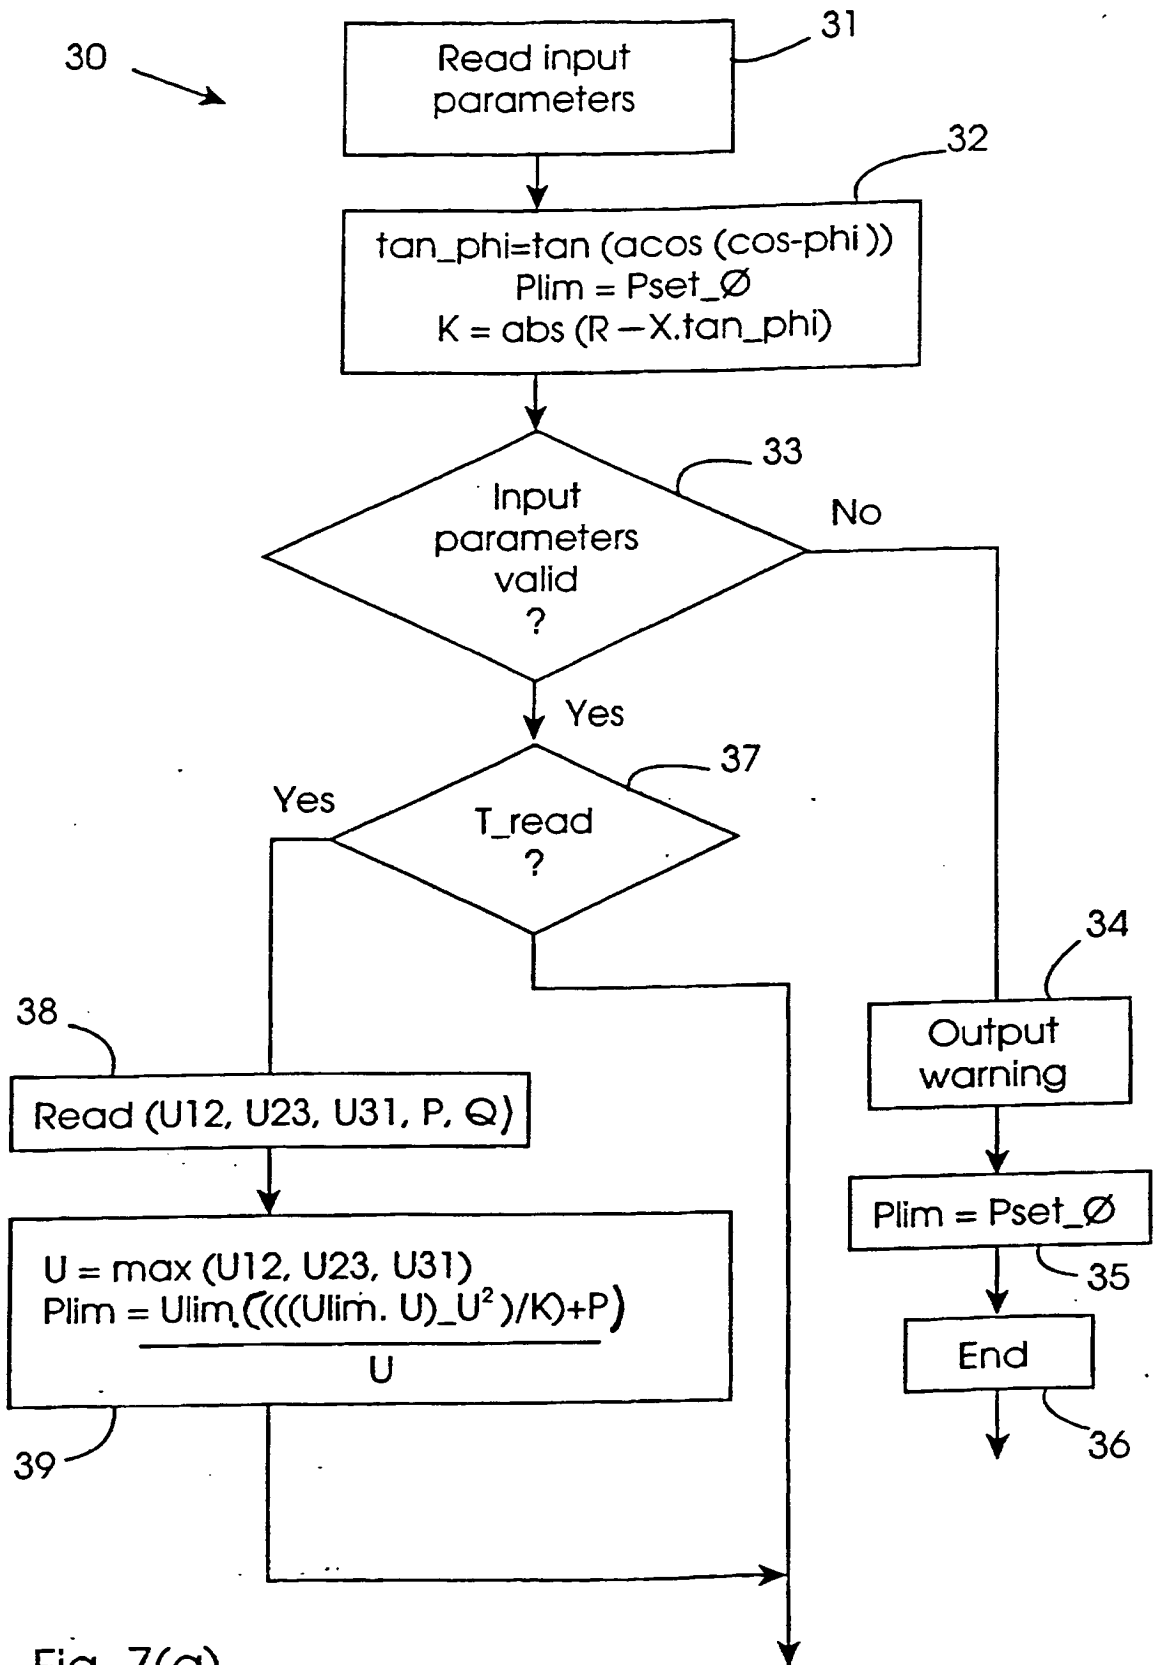 30
31
Read input
parameters
32
tan_phi=tan (acos (cos-phi))
Plim = Pset_Ø
K = abs (R – X.tan_phi)
33
Input
parameters
valid
?
No
Yes
37
Yes
T_read
?
34
Output
warning
38
Read (U12, U23, U31, P, Q)
Plim = Pset_Ø
35
U = max (U12, U23, U31)
Plim = Ulim.((((Ulim. U)_U²)/K)+P)
U
End
36
39
Fig. 7(a)